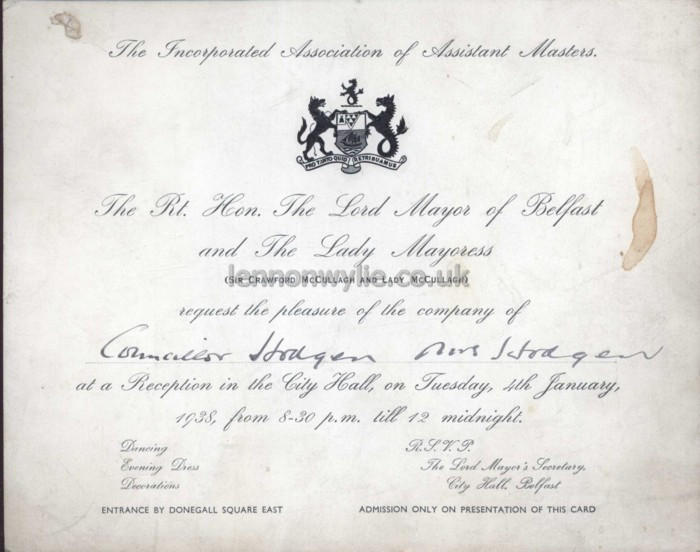 The Incorporated Association of Assistant Masters.
PRO TANTO QUID RETRIBUAMUS
The Rt. Hon. The Lord Mayor of Belfast
and The Lady Mayoress
lennonwylie.co.uk
(SIR CRAWFORD McCULLAGH AND LADY McCULLAGH)
request the pleasure of the company of
Councillor Hodgen Mrs Hodgen
at a Reception in the City Hall, on Tuesday, 4th January,
1938, from 8-30 p.m. till 12 midnight.
Dancing R.S.V.P.
Evening Dress The Lord Mayor's Secretary,
Decorations City Hall, Belfast
ENTRANCE BY DONEGALL SQUARE EAST ADMISSION ONLY ON PRESENTATION OF THIS CARD